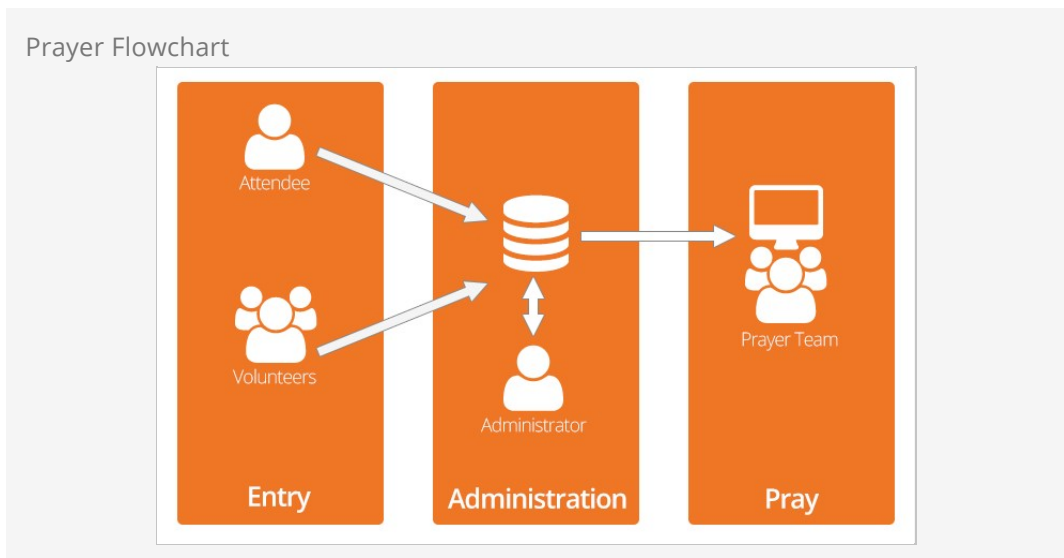 Prayer Flowchart
Attendee
Volunteers
Entry
Administrator
Administration
Prayer Team
Pray